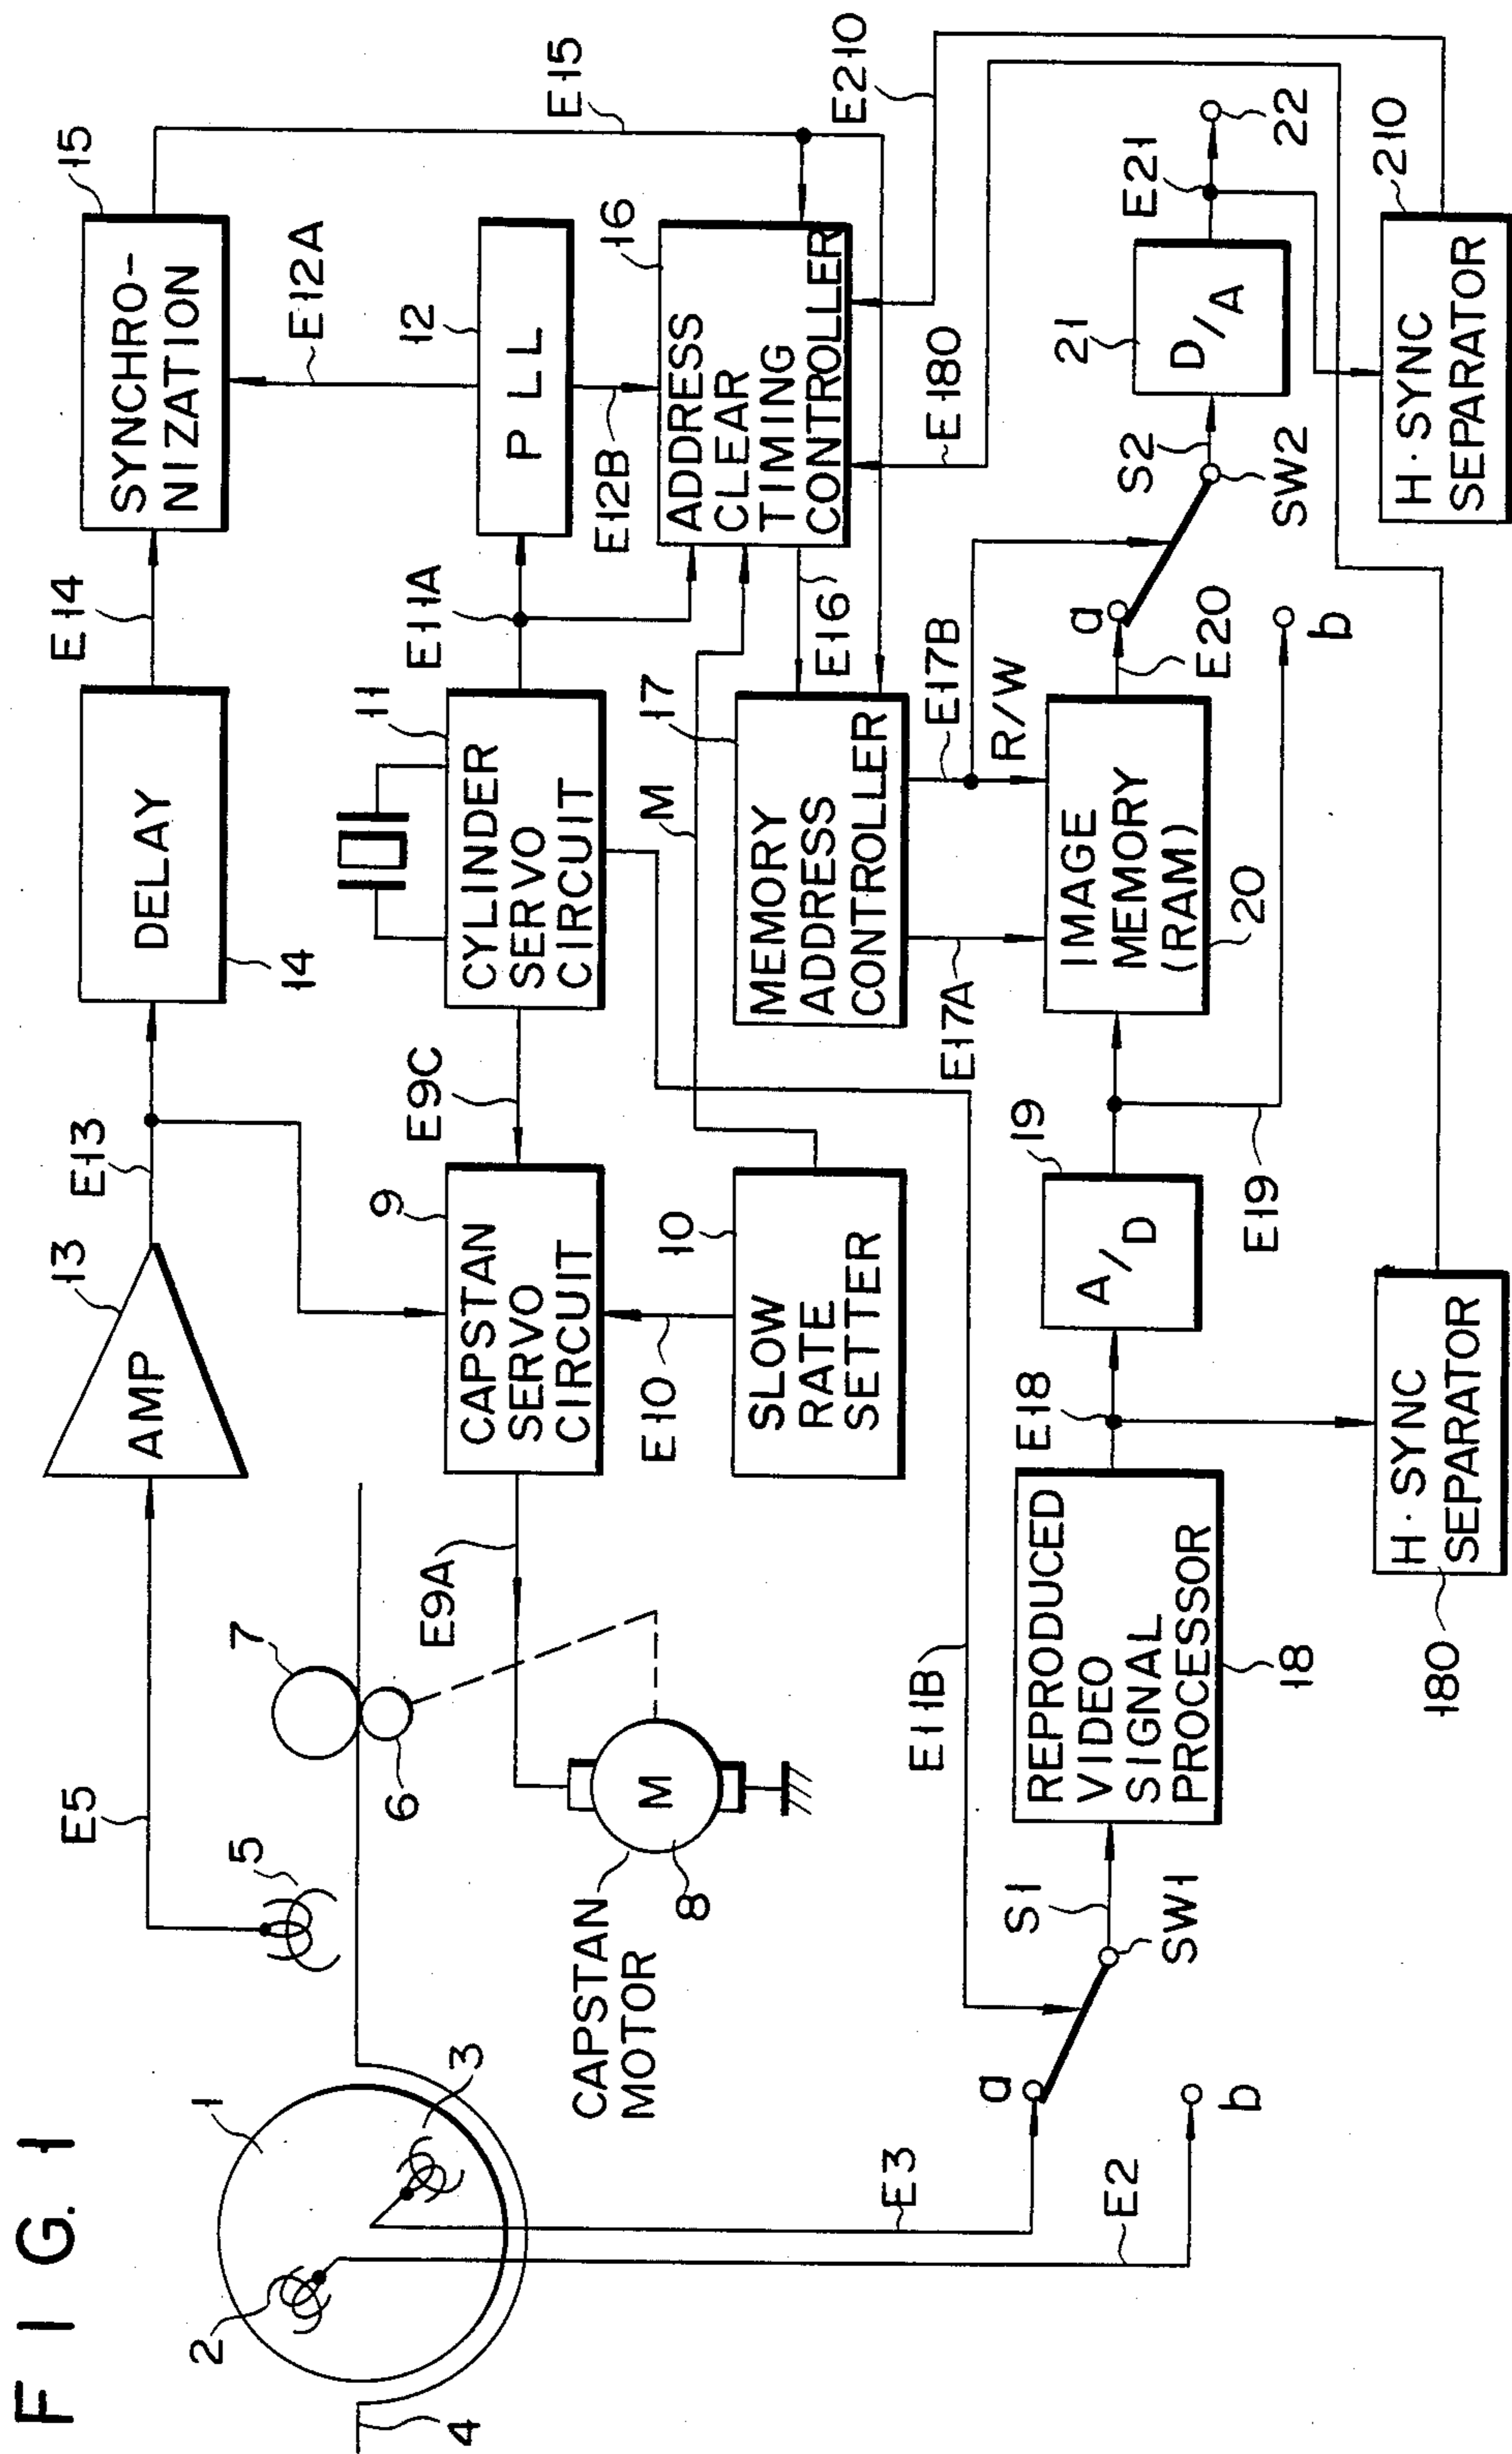 FIG. 1
E5
AMP
13
E13
DELAY
14
E14
SYNCHRO-
NIZATION
15
E15
E12A
1
2
3
4
5
6
7
E9A
CAPSTAN
SERVO
CIRCUIT
9
E9C
CYLINDER
SERVO
CIRCUIT
11
E11A
PLL
12
E12B
CAPSTAN
MOTOR
M
8
E10
SLOW
RATE
SETTER
10
M
MEMORY
ADDRESS
CONTROLLER
17
E16
ADDRESS
CLEAR
TIMING
CONTROLLER
16
E210
E180
E11B
E17A
E17B
R/W
E3
E2
a
b
SW1
S1
REPRODUCED
VIDEO
SIGNAL
PROCESSOR
18
E18
A/D
19
E19
IMAGE
MEMORY
(RAM)
20
E20
a
b
S2
SW2
D/A
21
E21
22
H·SYNC
SEPARATOR
180
H·SYNC
SEPARATOR
210